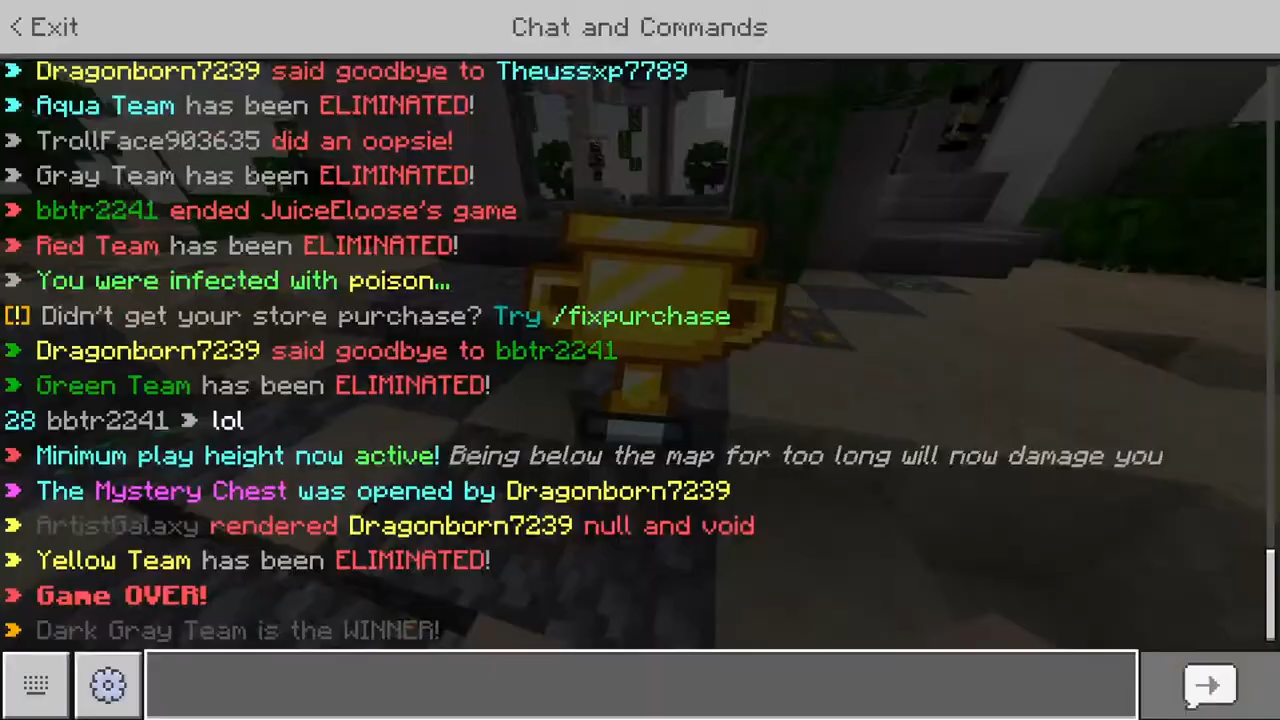 < Exit
Chat and Commands
Dragonborn7239 said goodbye to Theussxp7789
Aqua Team has been ELIMINATED!
TrollFace903635 did an oopsie!
Gray Team has been ELIMINATED!
bbtr2241 ended JuiceEloose's game
Red Team has been ELIMINATED!
You were infected with poison...
[!] Didn't get your store purchase? Try /fixpurchase
Dragonborn7239 said goodbye to bbtr2241
Green Team has been ELIMINATED!
28 bbtr2241 » lol
Minimum play height now active! Being below the map for too long will now damage you
The Mystery Chest was opened by Dragonborn7239
ArtistGalaxy rendered Dragonborn7239 null and void
Yellow Team has been ELIMINATED!
Game OVER!
Dark Gray Team is the WINNER!